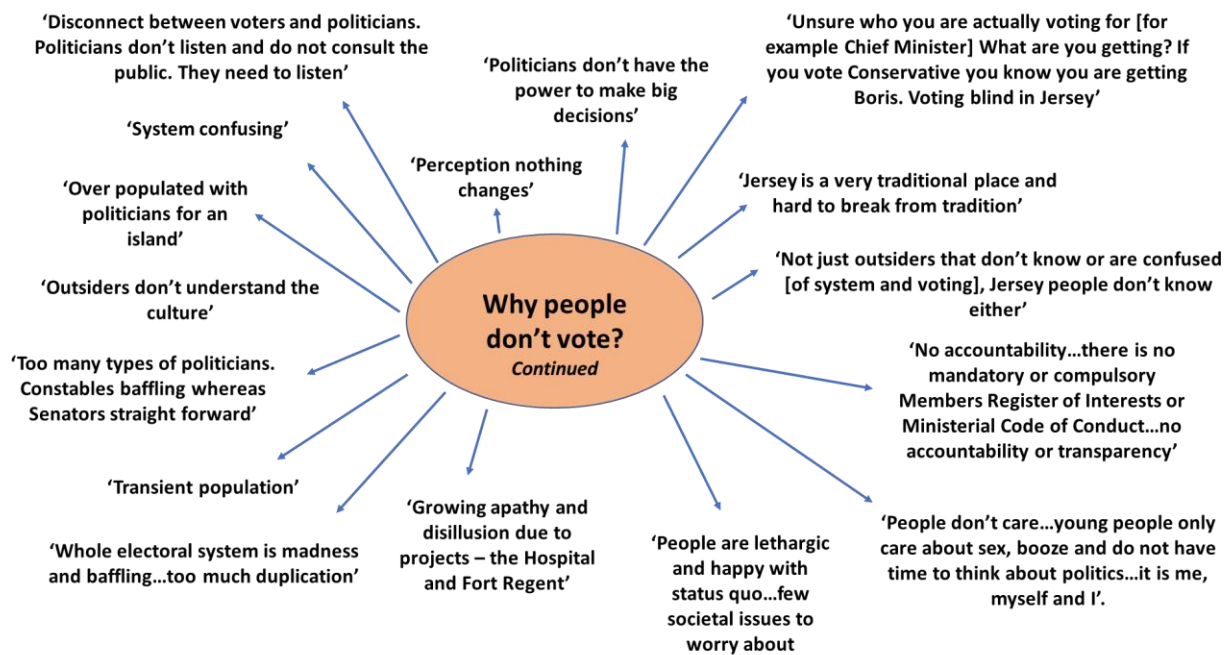 ‘Disconnect between voters and politicians.
Politicians don’t listen and do not consult the
public. They need to listen’
‘Politicians don’t have the
power to make big
decisions’
‘Unsure who you are actually voting for [for
example Chief Minister] What are you getting? If
you vote Conservative you know you are getting
Boris. Voting blind in Jersey’
‘System confusing’
‘Perception nothing
changes’
‘Over populated with
politicians for an
island’
‘Jersey is a very traditional place and
hard to break from tradition’
‘Outsiders don’t understand the
culture’
Why people
don’t vote?
Continued
‘Not just outsiders that don’t know or are confused
[of system and voting], Jersey people don’t know
either’
‘Too many types of politicians.
Constables baffling whereas
Senators straight forward’
‘No accountability…there is no
mandatory or compulsory
Members Register of Interests or
Ministerial Code of Conduct…no
accountability or transparency’
‘Transient population’
‘Whole electoral system is madness
and baffling…too much duplication’
‘Growing apathy and
disillusion due to
projects – the Hospital
and Fort Regent’
‘People are lethargic
and happy with
status quo…few
societal issues to
worry about
‘People don’t care…young people only
care about sex, booze and do not have
time to think about politics…it is me,
myself and I’.